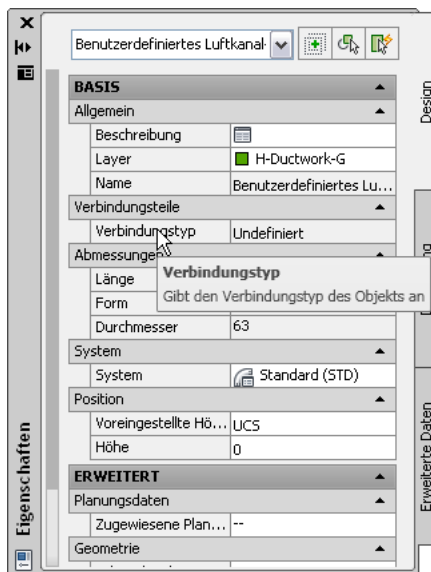 Benutzerdefiniertes Luftkanal-
BASIS
Allgemein
Beschreibung
Layer H-Ductwork-G
Name Benutzerdefiniertes Lu...
Verbindungsteile
Verbindungstyp Undefiniert
Abmessungen
Verbindungstyp
Gibt den Verbindungstyp des Objekts an
Länge
Form
Durchmesser 63
System
System Standard (STD)
Position
Voreingestellte Hö... UCS
Höhe 0
ERWEITERT
Planungsdaten
Zugewiesene Plan... --
Geometrie
Eigenschaften
Design
Erweiterte Daten